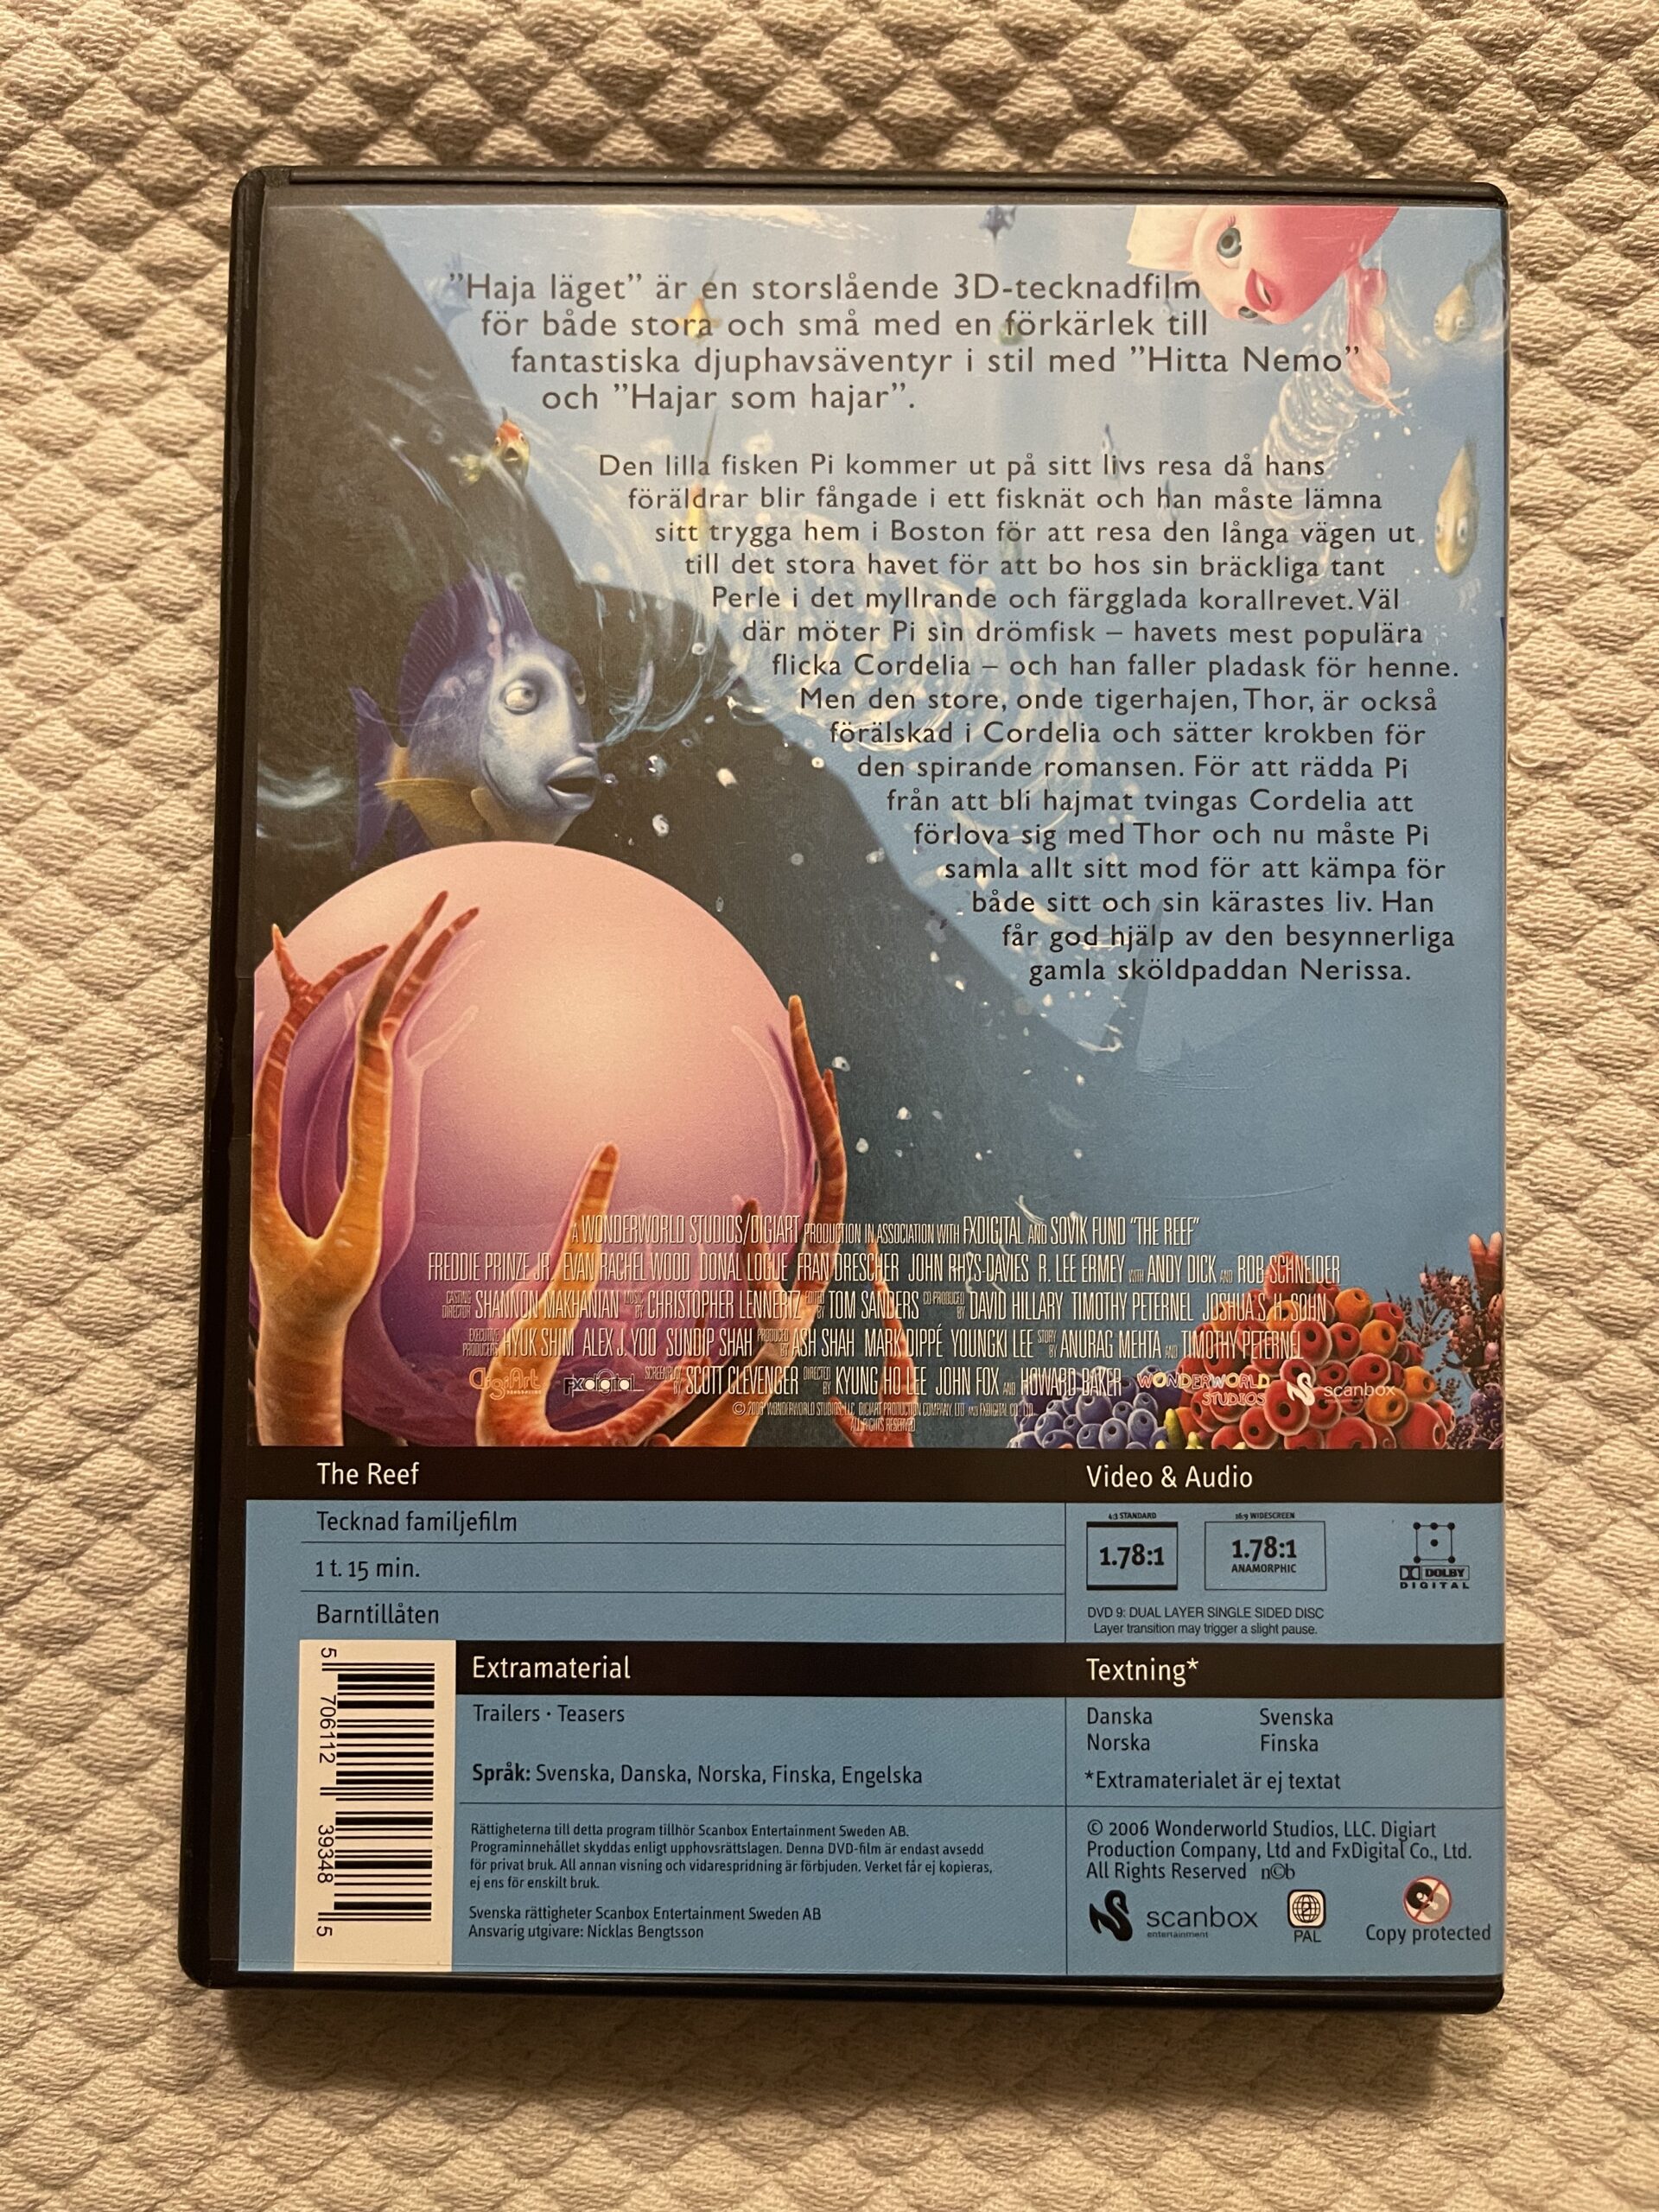 ”Haja läget” är en storslående 3D-tecknadfilm
för både stora och små med en förkärlek till
fantastiska djuphavsäventyr i stil med ”Hitta Nemo”
och ”Hajar som hajar”.
Den lilla fisken Pi kommer ut på sitt livs resa då hans
föräldrar blir fångade i ett fisknät och han måste lämna
sitt trygga hem i Boston för att resa den långa vägen ut
till det stora havet för att bo hos sin bräckliga tant
Perle i det myllrande och färgglada korallrevet. Väl
där möter Pi sin drömfisk – havets mest populära
flicka Cordelia – och han faller pladask för henne.
Men den store, onde tigerhajen, Thor, är också
förälskad i Cordelia och sätter krokben för
den spirande romansen. För att rädda Pi
från att bli hajmat tvingas Cordelia att
förlova sig med Thor och nu måste Pi
samla allt sitt mod för att kämpa för
både sitt och sin kärastes liv. Han
får god hjälp av den besynnerliga
gamla sköldpaddan Nerissa.
A WONDERWORLD STUDIOS/DIGIART PRODUCTION IN ASSOCIATION WITH FXDIGITAL AND SOVIK FUND "THE REEF"
FREDDIE PRINZE JR. EVAN RACHEL WOOD DONAL LOGUE FRAN DRESCHER JOHN RHYS-DAVIES R. LEE ERMEY WITH ANDY DICK AND ROB SCHNEIDER
CASTING DIRECTOR SHANNON MAKHANIAN MUSIC BY CHRISTOPHER LENNERTZ EDITED BY TOM SANDERS CO PRODUCED BY DAVID HILLARY TIMOTHY PETERNEL JOSHUA S. H. SOHN
EXECUTIVE PRODUCERS HYUK SHIM ALEX J. YOO SUNDIP SHAH PRODUCED BY ASH SHAH MARK DIPPÉ YOUNGKI LEE STORY BY ANURAG MEHTA AND TIMOTHY PETERNEL
DigiArt FXdigital SCREENPLAY BY SCOTT CLEVENGER DIRECTED BY KYUNG HO LEE JOHN FOX AND HOWARD BAKER WONDERWORLD STUDIOS scanbox
© 2006 WONDERWORLD STUDIOS, LLC. DIGIART PRODUCTION COMPANY, LTD AND FXDIGITAL CO., LTD.
ALL RIGHTS RESERVED
The Reef
Tecknad familjefilm
1 t. 15 min.
Barntillåten
Video & Audio
4:3 STANDARD
1.78:1
16:9 WIDESCREEN
1.78:1
ANAMORPHIC
DOLBY
DIGITAL
DVD 9: DUAL LAYER SINGLE SIDED DISC
Layer transition may trigger a slight pause.
5 706112 39348 5
Extramaterial
Trailers · Teasers
Språk: Svenska, Danska, Norska, Finska, Engelska
Textning*
Danska Svenska
Norska Finska
*Extramaterialet är ej textat
Rättigheterna till detta program tillhör Scanbox Entertainment Sweden AB.
Programinnehållet skyddas enligt upphovsrättslagen. Denna DVD-film är endast avsedd
för privat bruk. All annan visning och vidarespridning är förbjuden. Verket får ej kopieras,
ej ens för enskilt bruk.
Svenska rättigheter Scanbox Entertainment Sweden AB
Ansvarig utgivare: Nicklas Bengtsson
© 2006 Wonderworld Studios, LLC. Digiart
Production Company, Ltd and FxDigital Co., Ltd.
All Rights Reserved n©b
scanbox
entertainment
2
PAL
Copy protected